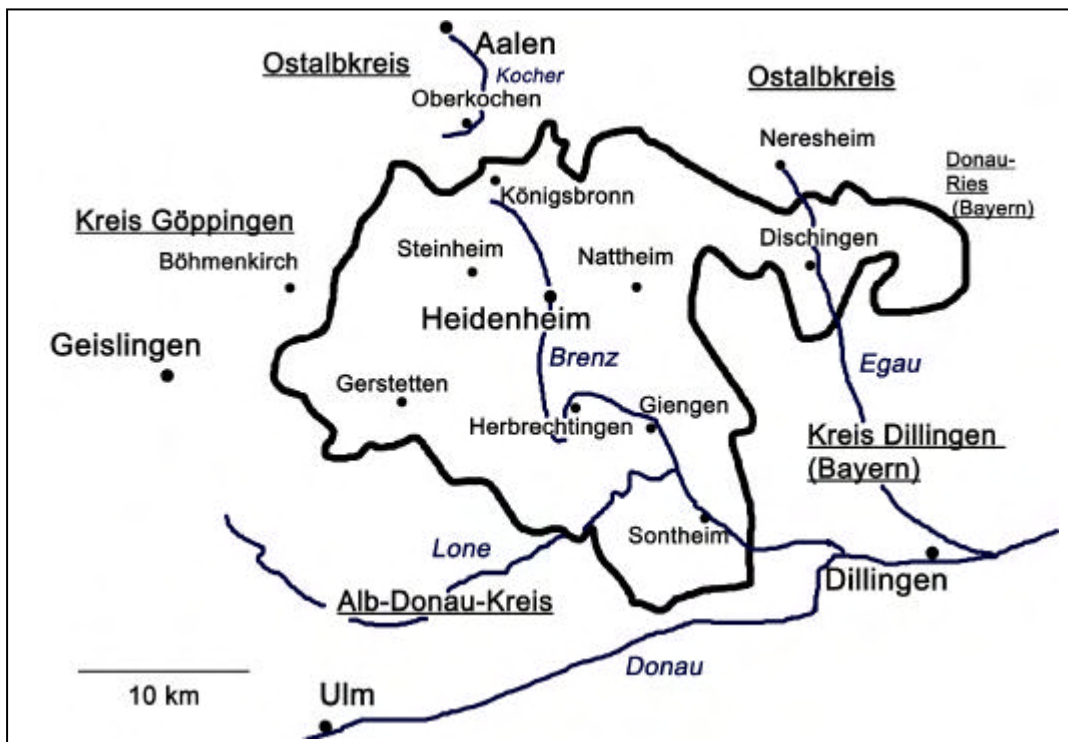 Aalen
Ostalbkreis
Kocher
Ostalbkreis
Oberkochen
Neresheim
Donau-
Ries
(Bayern)
Königsbronn
Kreis Göppingen
Dischingen
Steinheim
Nattheim
Böhmenkirch
Heidenheim
Geislingen
Brenz
Egau
Gerstetten
Giengen
Herbrechtingen
Kreis Dillingen
(Bayern)
Sontheim
Lone
Dillingen
Alb-Donau-Kreis
Donau
10 km
Ulm